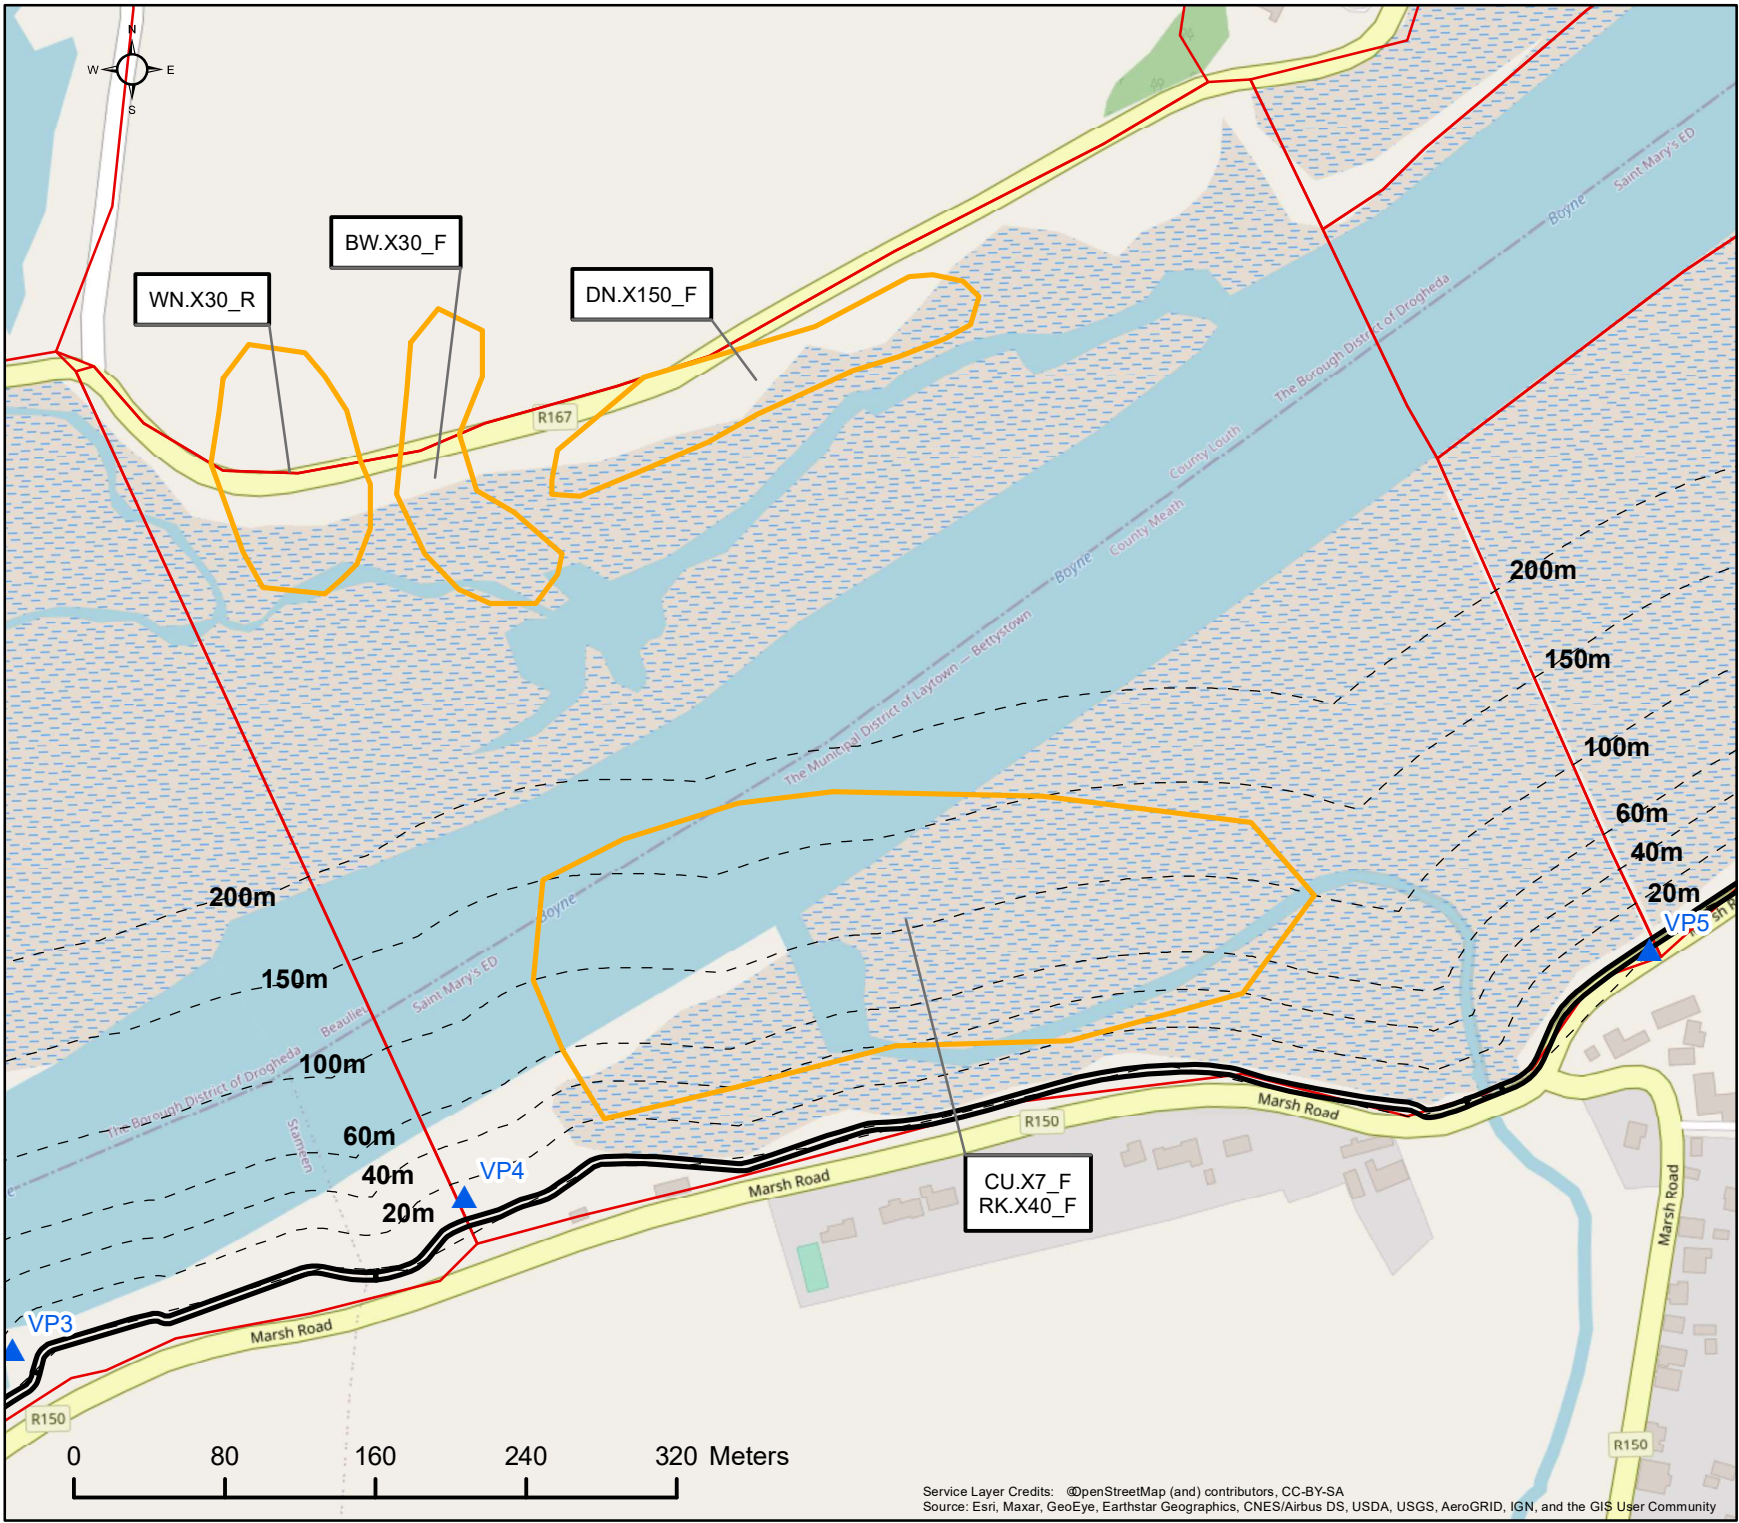 N
W
E
S
BW.X30_F
WN.X30_R
DN.X150_F
R167
Saint Mary's ED
Boyne
The Borough District of Drogheda
County Louth
County Meath
Boyne
The Municipal District of Laytown — Bettystown
200m
150m
100m
60m
40m
20m
VP5
Boyne
Saint Mary's ED
Beaulieu
The Borough District of Drogheda
Stameen
200m
150m
100m
60m
40m
20m
VP4
VP3
CU.X7_F
RK.X40_F
R150
Marsh Road
Marsh Road
Marsh Road
Marsh Road
R150
R150
0 80 160 240 320 Meters
Service Layer Credits: ©OpenStreetMap (and) contributors, CC-BY-SA
Source: Esri, Maxar, GeoEye, Earthstar Geographics, CNES/Airbus DS, USDA, USGS, AeroGRID, IGN, and the GIS User Community